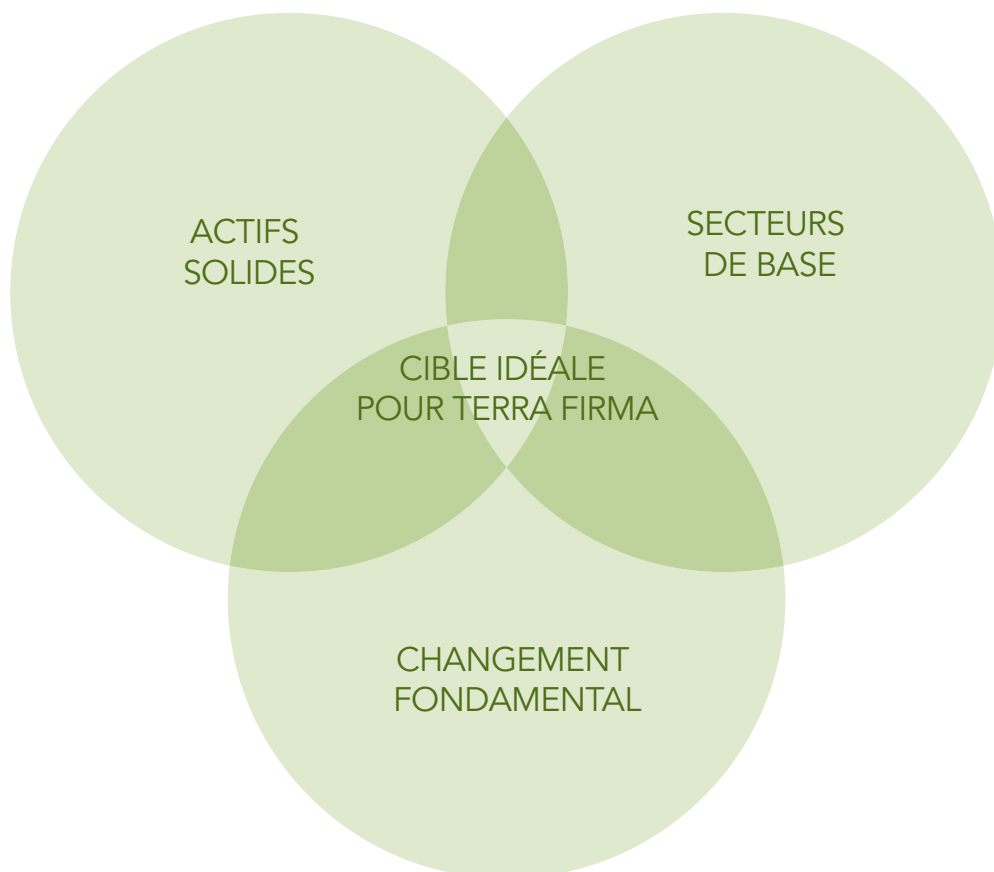 ACTIFS
SOLIDES
SECTEURS
DE BASE
CIBLE IDÉALE
POUR TERRA FIRMA
CHANGEMENT
FONDAMENTAL